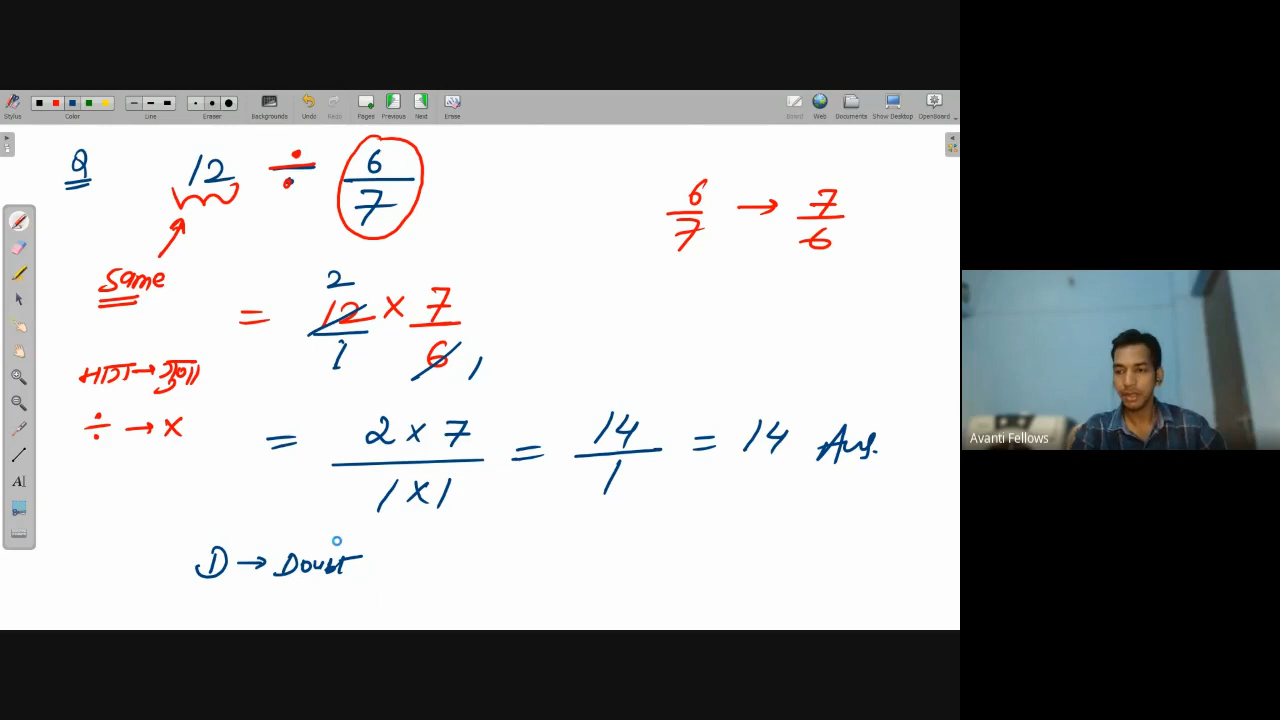 Stylus Color Line Eraser Backgrounds Undo Redo Pages Previous Next Erase Board Web Documents Show Desktop OpenBoard
Q 12 ÷ 6/7
6/7 → 7/6
Same
2
= 12/1 × 7/6 1
भाग → गुणा
÷ → ×
= 2 × 7 / 1 × 1 = 14/1 = 14 Ans.
D → Doubt
Avanti Fellows